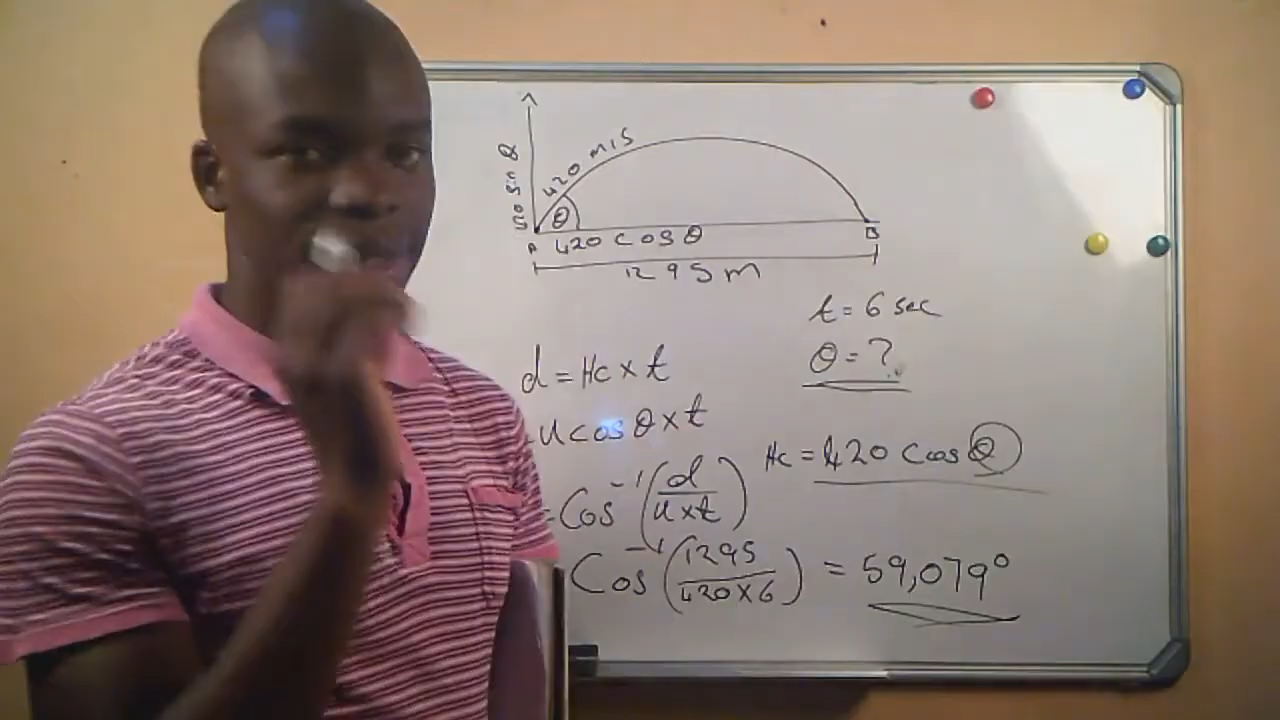 420 sin θ
420 m/s
θ
A 420 cos θ B
1295 m
t = 6 sec
θ = ?
d = Hc × t
= u cos θ × t
Hc = 420 cos θ
= Cos⁻¹ (d / u×t)
Cos⁻¹ (1295 / 420×6) = 59,079°